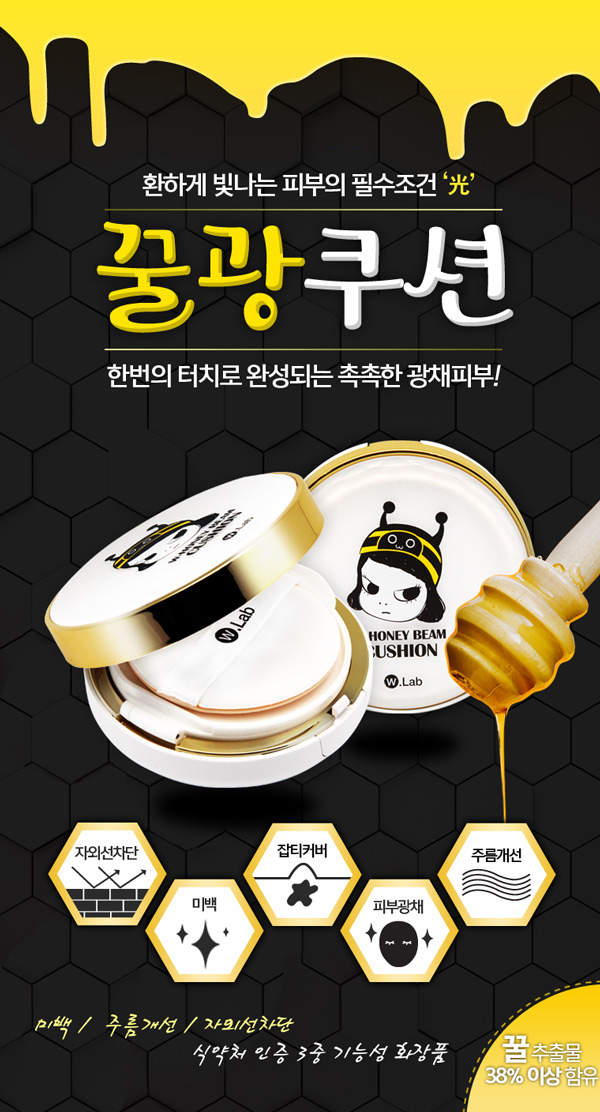 환하게 빛나는 피부의 필수조건 ‘光’
꿀광쿠션
한번의 터치로 완성되는 촉촉한 광채피부!
W.HONEY BEAM
CUSHION
W.Lab
W.Lab
HONEY BEAM
CUSHION
W.Lab
자외선차단
미백
잡티커버
피부광채
주름개선
미백 / 주름개선 / 자외선차단
식약처 인증 3중 기능성 화장품
꿀 추출물
38% 이상 함유